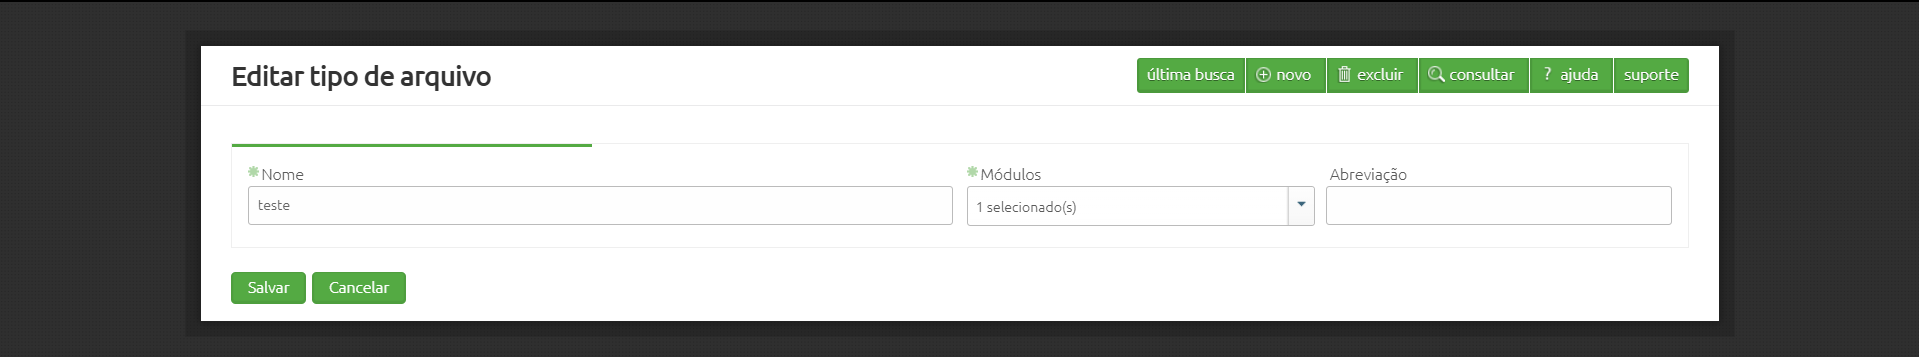 Editar tipo de arquivo
última busca novo excluir consultar ? ajuda suporte
Nome Módulos Abreviação
teste 1 selecionado(s)
Salvar Cancelar